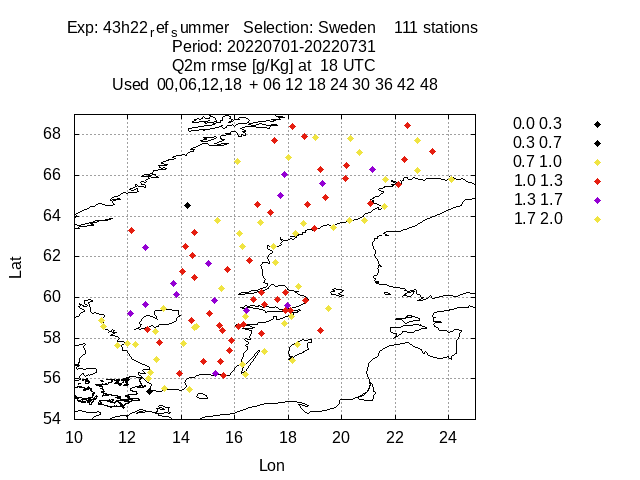 Exp: 43h22refsummer Selection: Sweden 111 stations
Period: 20220701-20220731
Q2m rmse [g/Kg] at 18 UTC
Used 00,06,12,18 + 06 12 18 24 30 36 42 48
0.0 0.3
0.3 0.7
0.7 1.0
1.0 1.3
1.3 1.7
1.7 2.0
68
66
64
62
60
58
56
54
Lat
10 12 14 16 18 20 22 24
Lon